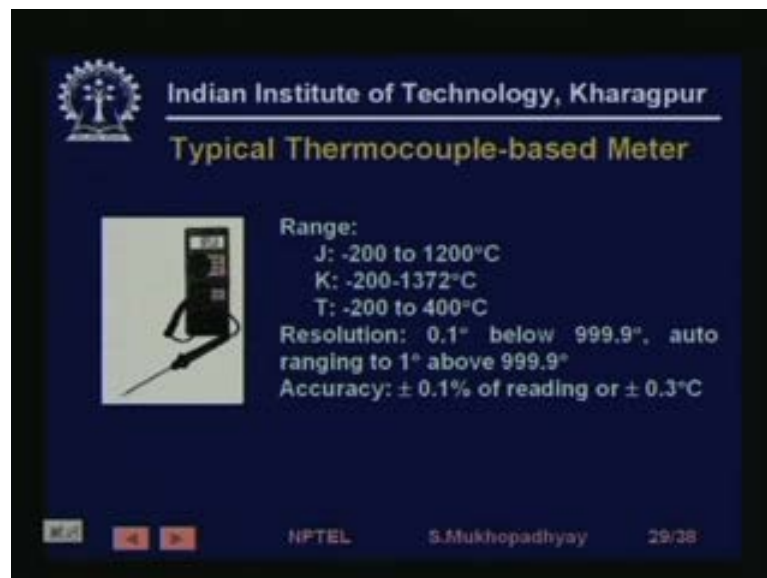 Indian Institute of Technology, Kharagpur
Typical Thermocouple-based Meter
Range:
J: -200 to 1200°C
K: -200-1372°C
T: -200 to 400°C
Resolution: 0.1° below 999.9°, auto
ranging to 1° above 999.9°
Accuracy: ± 0.1% of reading or ± 0.3°C
NPTEL S.Mukhopadhyay 29/38